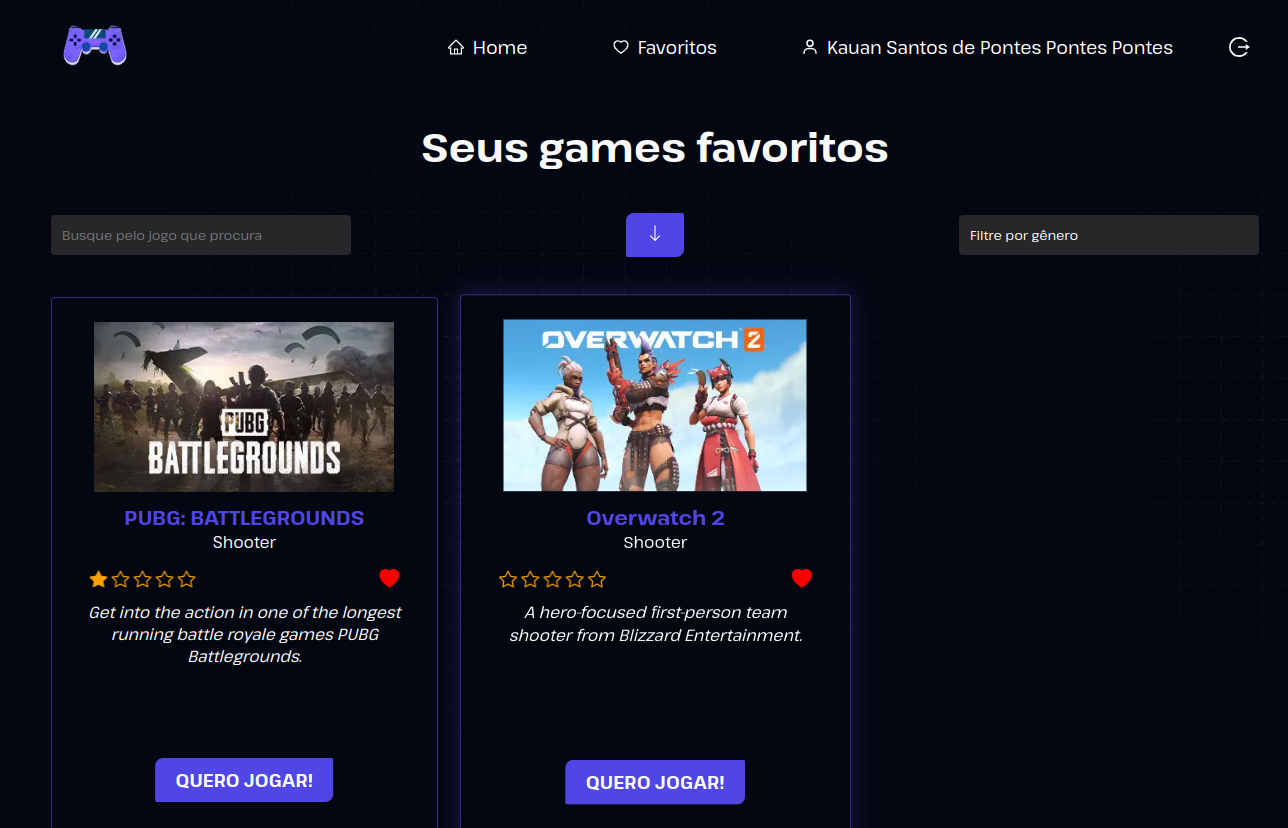 Home
Favoritos
Kauan Santos de Pontes Pontes Pontes
Seus games favoritos
Busque pelo jogo que procura
Filtre por gênero
PUBG
BATTLEGROUNDS
PUBG: BATTLEGROUNDS
Shooter
Get into the action in one of the longest
running battle royale games PUBG
Battlegrounds.
QUERO JOGAR!
OVERWATCH 2
Overwatch 2
Shooter
A hero-focused first-person team
shooter from Blizzard Entertainment.
QUERO JOGAR!